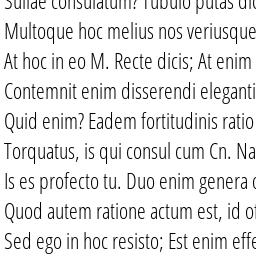 Sullae consulatum? Tubulo putas dic
Multoque hoc melius nos veriusque
At hoc in eo M. Recte dicis; At enim
Contemnit enim disserendi eleganti
Quid enim? Eadem fortitudinis ratio
Torquatus, is qui consul cum Cn. Na
Is es profecto tu. Duo enim genera
Quod autem ratione actum est, id of
Sed ego in hoc resisto; Est enim effe